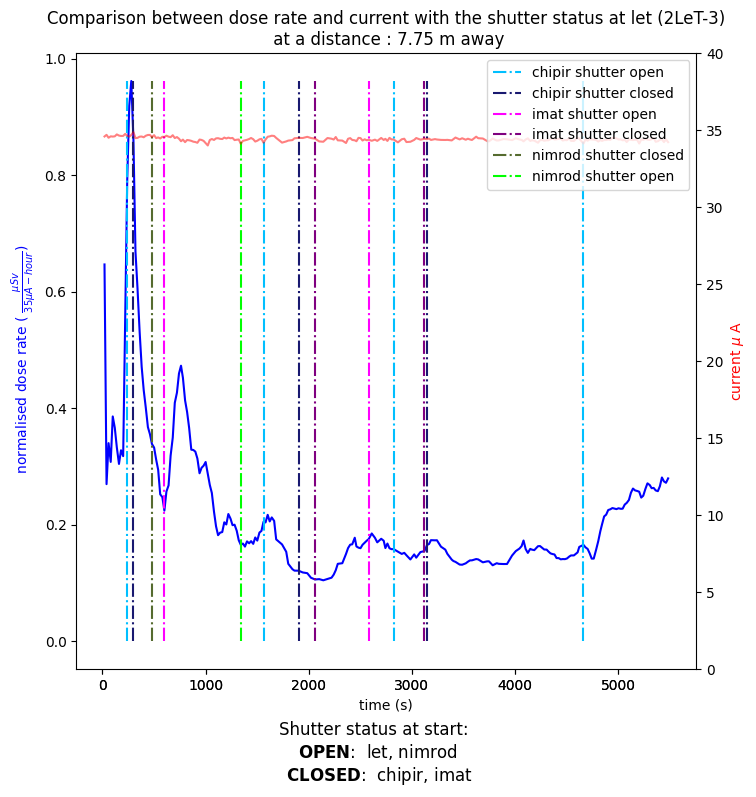 Comparison between dose rate and current with the shutter status at let (2LeT-3)
at a distance : 7.75 m away
chipir shutter open
chipir shutter closed
imat shutter open
imat shutter closed
nimrod shutter closed
nimrod shutter open
1.0
0.8
0.6
0.4
0.2
0.0
normalised dose rate ( μSv / 35μA − hour )
40
35
30
25
20
15
10
5
0
current μ A
0 1000 2000 3000 4000 5000
time (s)
Shutter status at start:
OPEN: let, nimrod
CLOSED: chipir, imat